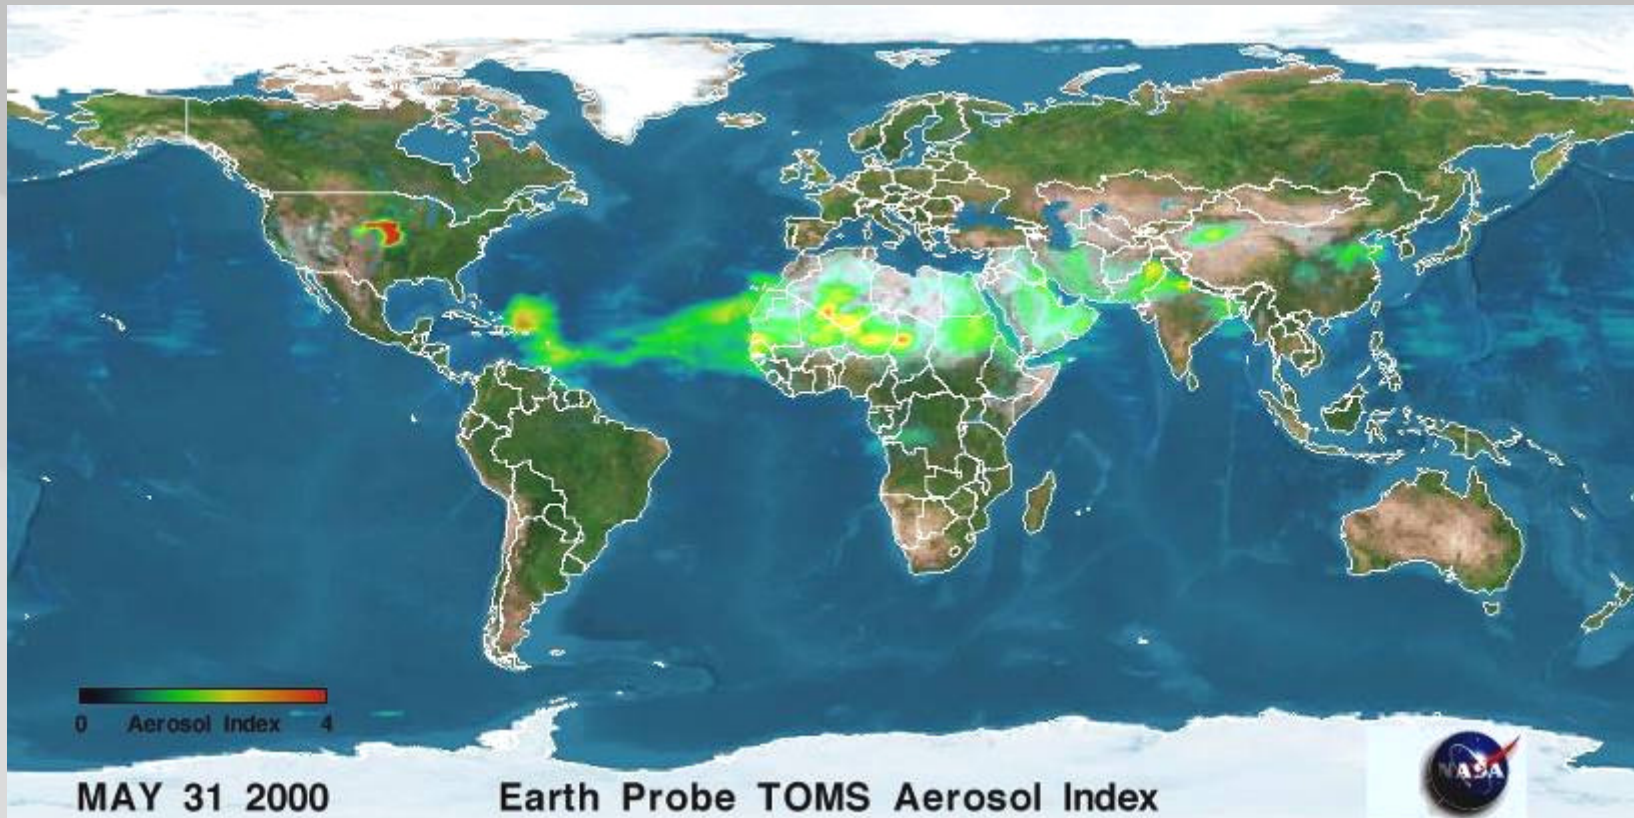 0 Aerosol Index 4
MAY 31 2000 Earth Probe TOMS Aerosol Index
NASA